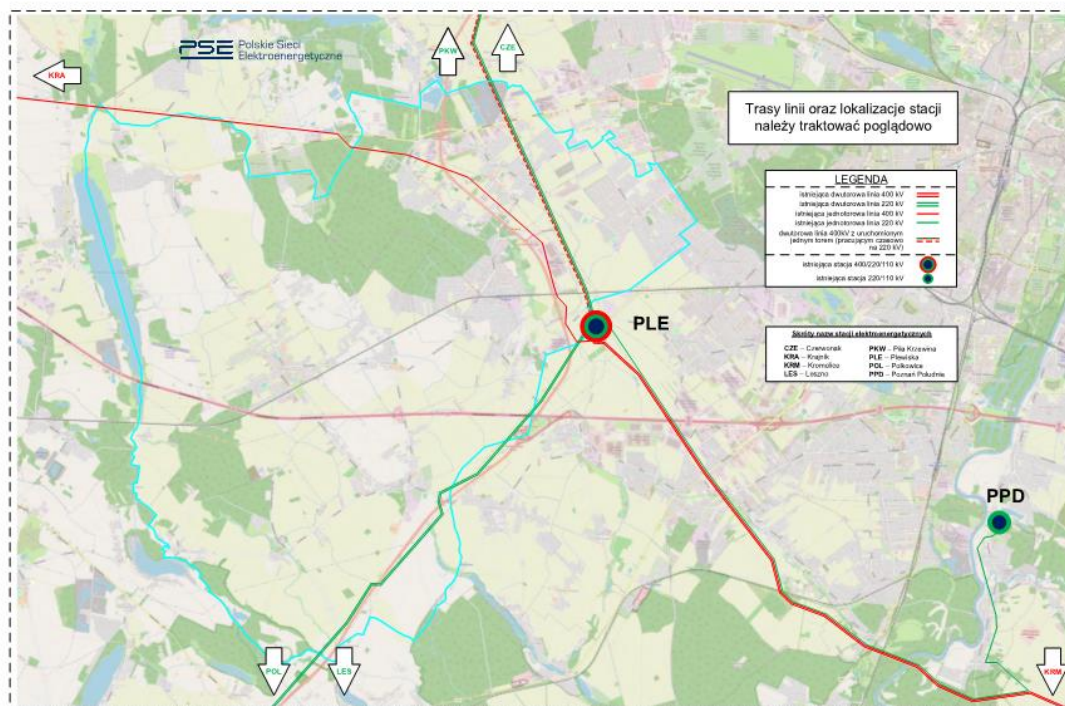 PSE Polskie Sieci
Elektroenergetyczne
PKW
CZE
KRA
Trasy linii oraz lokalizacje stacji
należy traktować poglądowo
LEGENDA
istniejąca dwutorowa linia 400 kV
istniejąca dwutorowa linia 220 kV
istniejąca jednotorowa linia 400 kV
istniejąca jednotorowa linia 220 kV
dwutorowa linia 400kV z uruchomionym
jednym torem (pracującym czasowo
na 220 kV)
istniejąca stacja 400/220/110 kV
istniejąca stacja 220/110 kV
PLE
Skróty nazw stacji elektroenergetycznych
CZE – Czerwonak PKW – Piła Krzewina
KRA – Krajnik PLE – Plewiska
KRM – Kromolice POL – Polkowice
LES – Leszno PPD – Poznań Południe
PPD
POL
LES
KRM